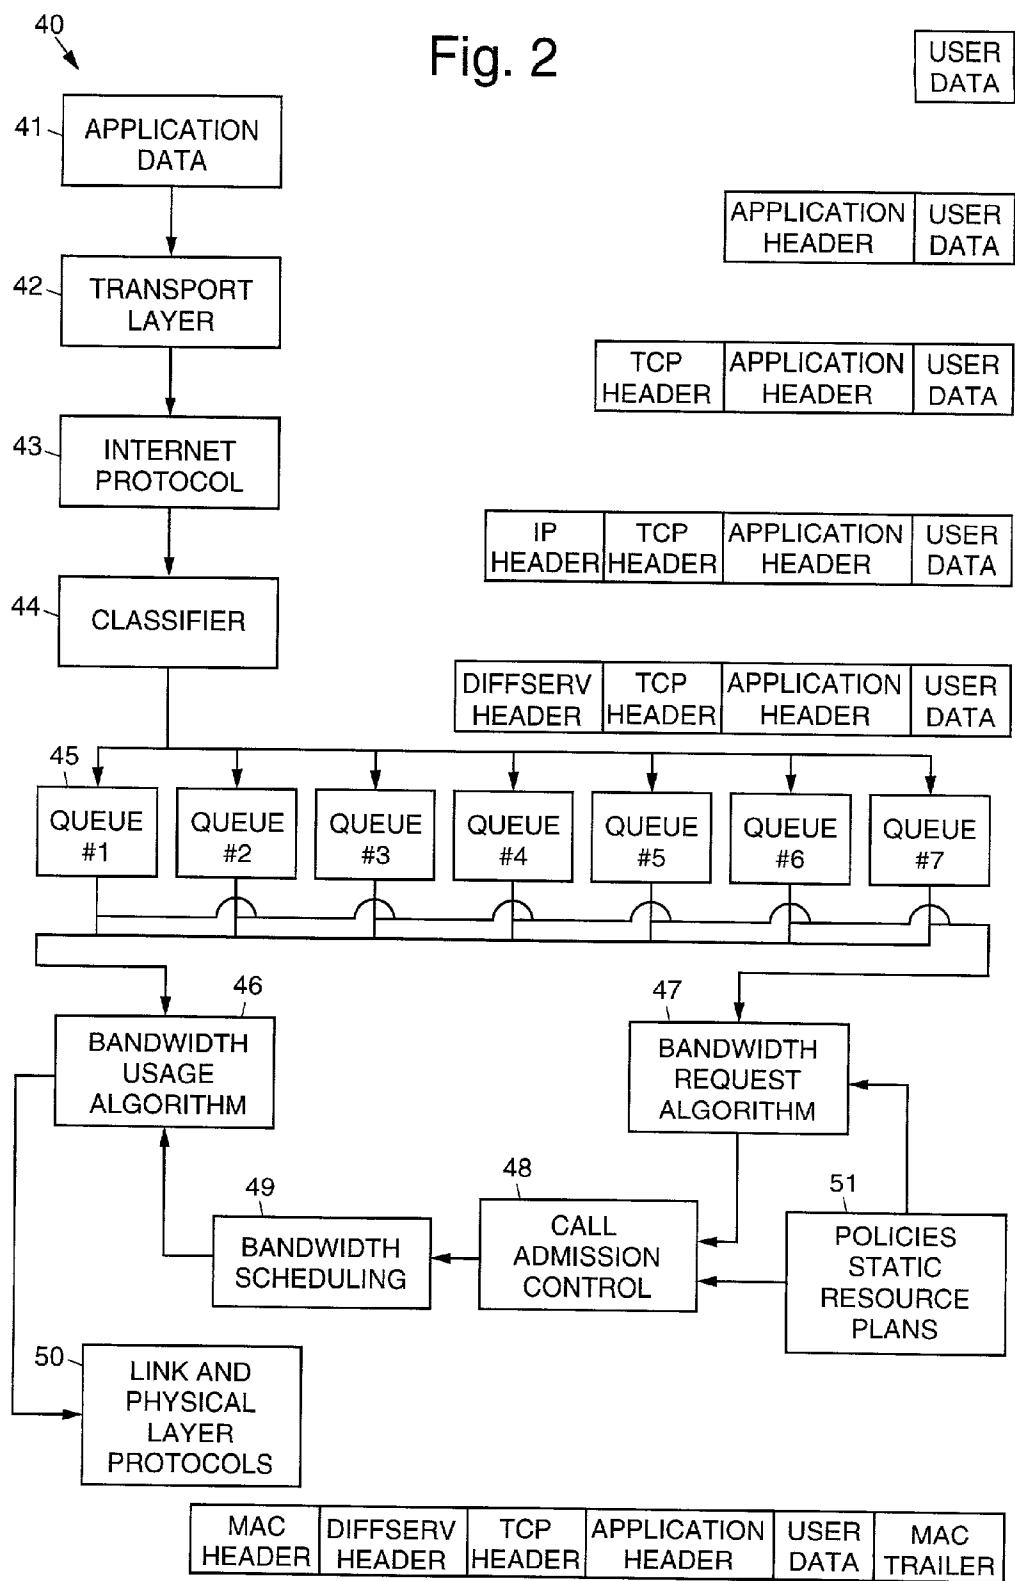 40
Fig. 2
USER
DATA
41
APPLICATION
DATA
APPLICATION
HEADER
USER
DATA
42
TRANSPORT
LAYER
TCP
HEADER
APPLICATION
HEADER
USER
DATA
43
INTERNET
PROTOCOL
IP
HEADER
TCP
HEADER
APPLICATION
HEADER
USER
DATA
44
CLASSIFIER
DIFFSERV
HEADER
TCP
HEADER
APPLICATION
HEADER
USER
DATA
45
QUEUE
#1
QUEUE
#2
QUEUE
#3
QUEUE
#4
QUEUE
#5
QUEUE
#6
QUEUE
#7
46
BANDWIDTH
USAGE
ALGORITHM
47
BANDWIDTH
REQUEST
ALGORITHM
49
BANDWIDTH
SCHEDULING
48
CALL
ADMISSION
CONTROL
51
POLICIES
STATIC
RESOURCE
PLANS
50
LINK AND
PHYSICAL
LAYER
PROTOCOLS
MAC
HEADER
DIFFSERV
HEADER
TCP
HEADER
APPLICATION
HEADER
USER
DATA
MAC
TRAILER